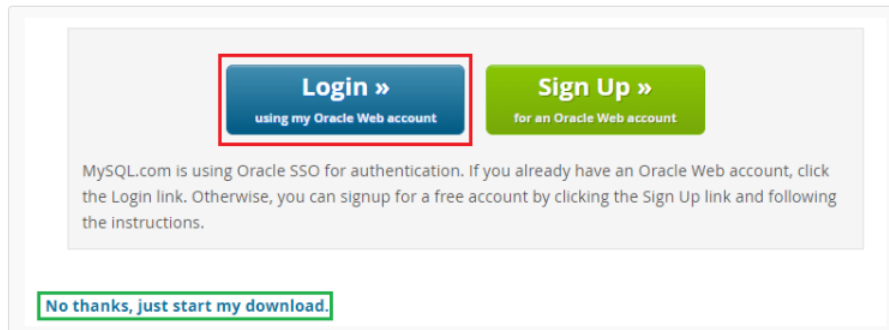 Login »
using my Oracle Web account
Sign Up »
for an Oracle Web account
MySQL.com is using Oracle SSO for authentication. If you already have an Oracle Web account, click
the Login link. Otherwise, you can signup for a free account by clicking the Sign Up link and following
the instructions.
No thanks, just start my download.